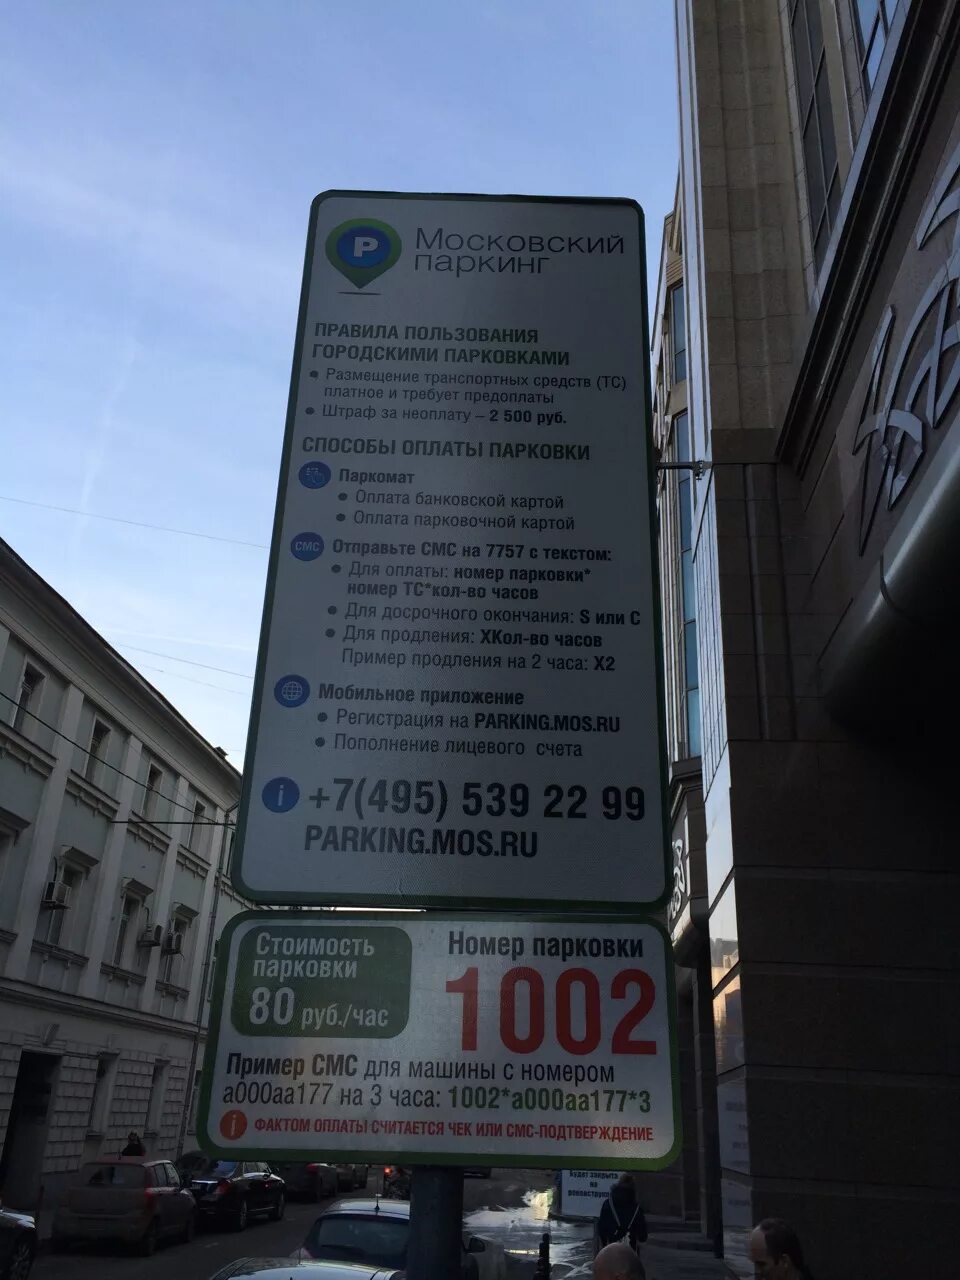 P
Московский
паркинг
ПРАВИЛА ПОЛЬЗОВАНИЯ
ГОРОДСКИМИ ПАРКОВКАМИ
• Размещение транспортных средств (ТС)
платное и требует предоплаты
• Штраф за неоплату – 2 500 руб.
СПОСОБЫ ОПЛАТЫ ПАРКОВКИ
Паркомат
• Оплата банковской картой
• Оплата парковочной картой
СМС Отправьте СМС на 7757 с текстом:
• Для оплаты: номер парковки*
номер ТС*кол-во часов
• Для досрочного окончания: S или С
• Для продления: ХКол-во часов
Пример продления на 2 часа: Х2
Мобильное приложение
• Регистрация на PARKING.MOS.RU
• Пополнение лицевого счета
i +7(495) 539 22 99
PARKING.MOS.RU
Стоимость
парковки
80 руб./час
Номер парковки
1002
Пример СМС для машины с номером
а000аа177 на 3 часа: 1002*а000аа177*3
i ФАКТОМ ОПЛАТЫ СЧИТАЕТСЯ ЧЕК ИЛИ СМС-ПОДТВЕРЖДЕНИЕ
будет закрыта
на